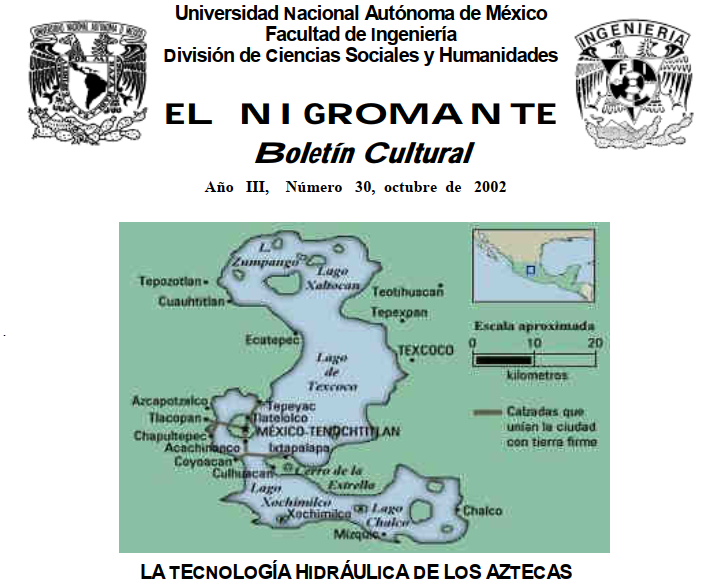 Universidad Nacional Autónoma de México
Facultad de Ingeniería
División de Ciencias Sociales y Humanidades
INGENIERIA
EL NIGROMANTE
Boletín Cultural
Año III, Número 30, octubre de 2002
L.
Zumpango
Lago
Xaltocan
Tepozotlan
Cuauhtitlan
Teotihuacan
Tepexpan
Ecatepec
TEXCOCO
Lago
de
Texcoco
Escala aproximada
0 10 20
kilometros
Azcapotzalco
Tepeyac
Tlacopan
Tlatelolco
Chapultepec
MÉXICO-TENOCHTITLAN
Acachinanco
Ixtapalapa
Coyoacan
Culhuacan
Cerro de la
Estrella
Calzadas que
unían la ciudad
con tierra firme
Lago
Xochimilco
Xochimilco
Lago
Chalco
Chalco
Mizquic
LA TECNOLOGÍA HIDRÁULICA DE LOS AZTECAS